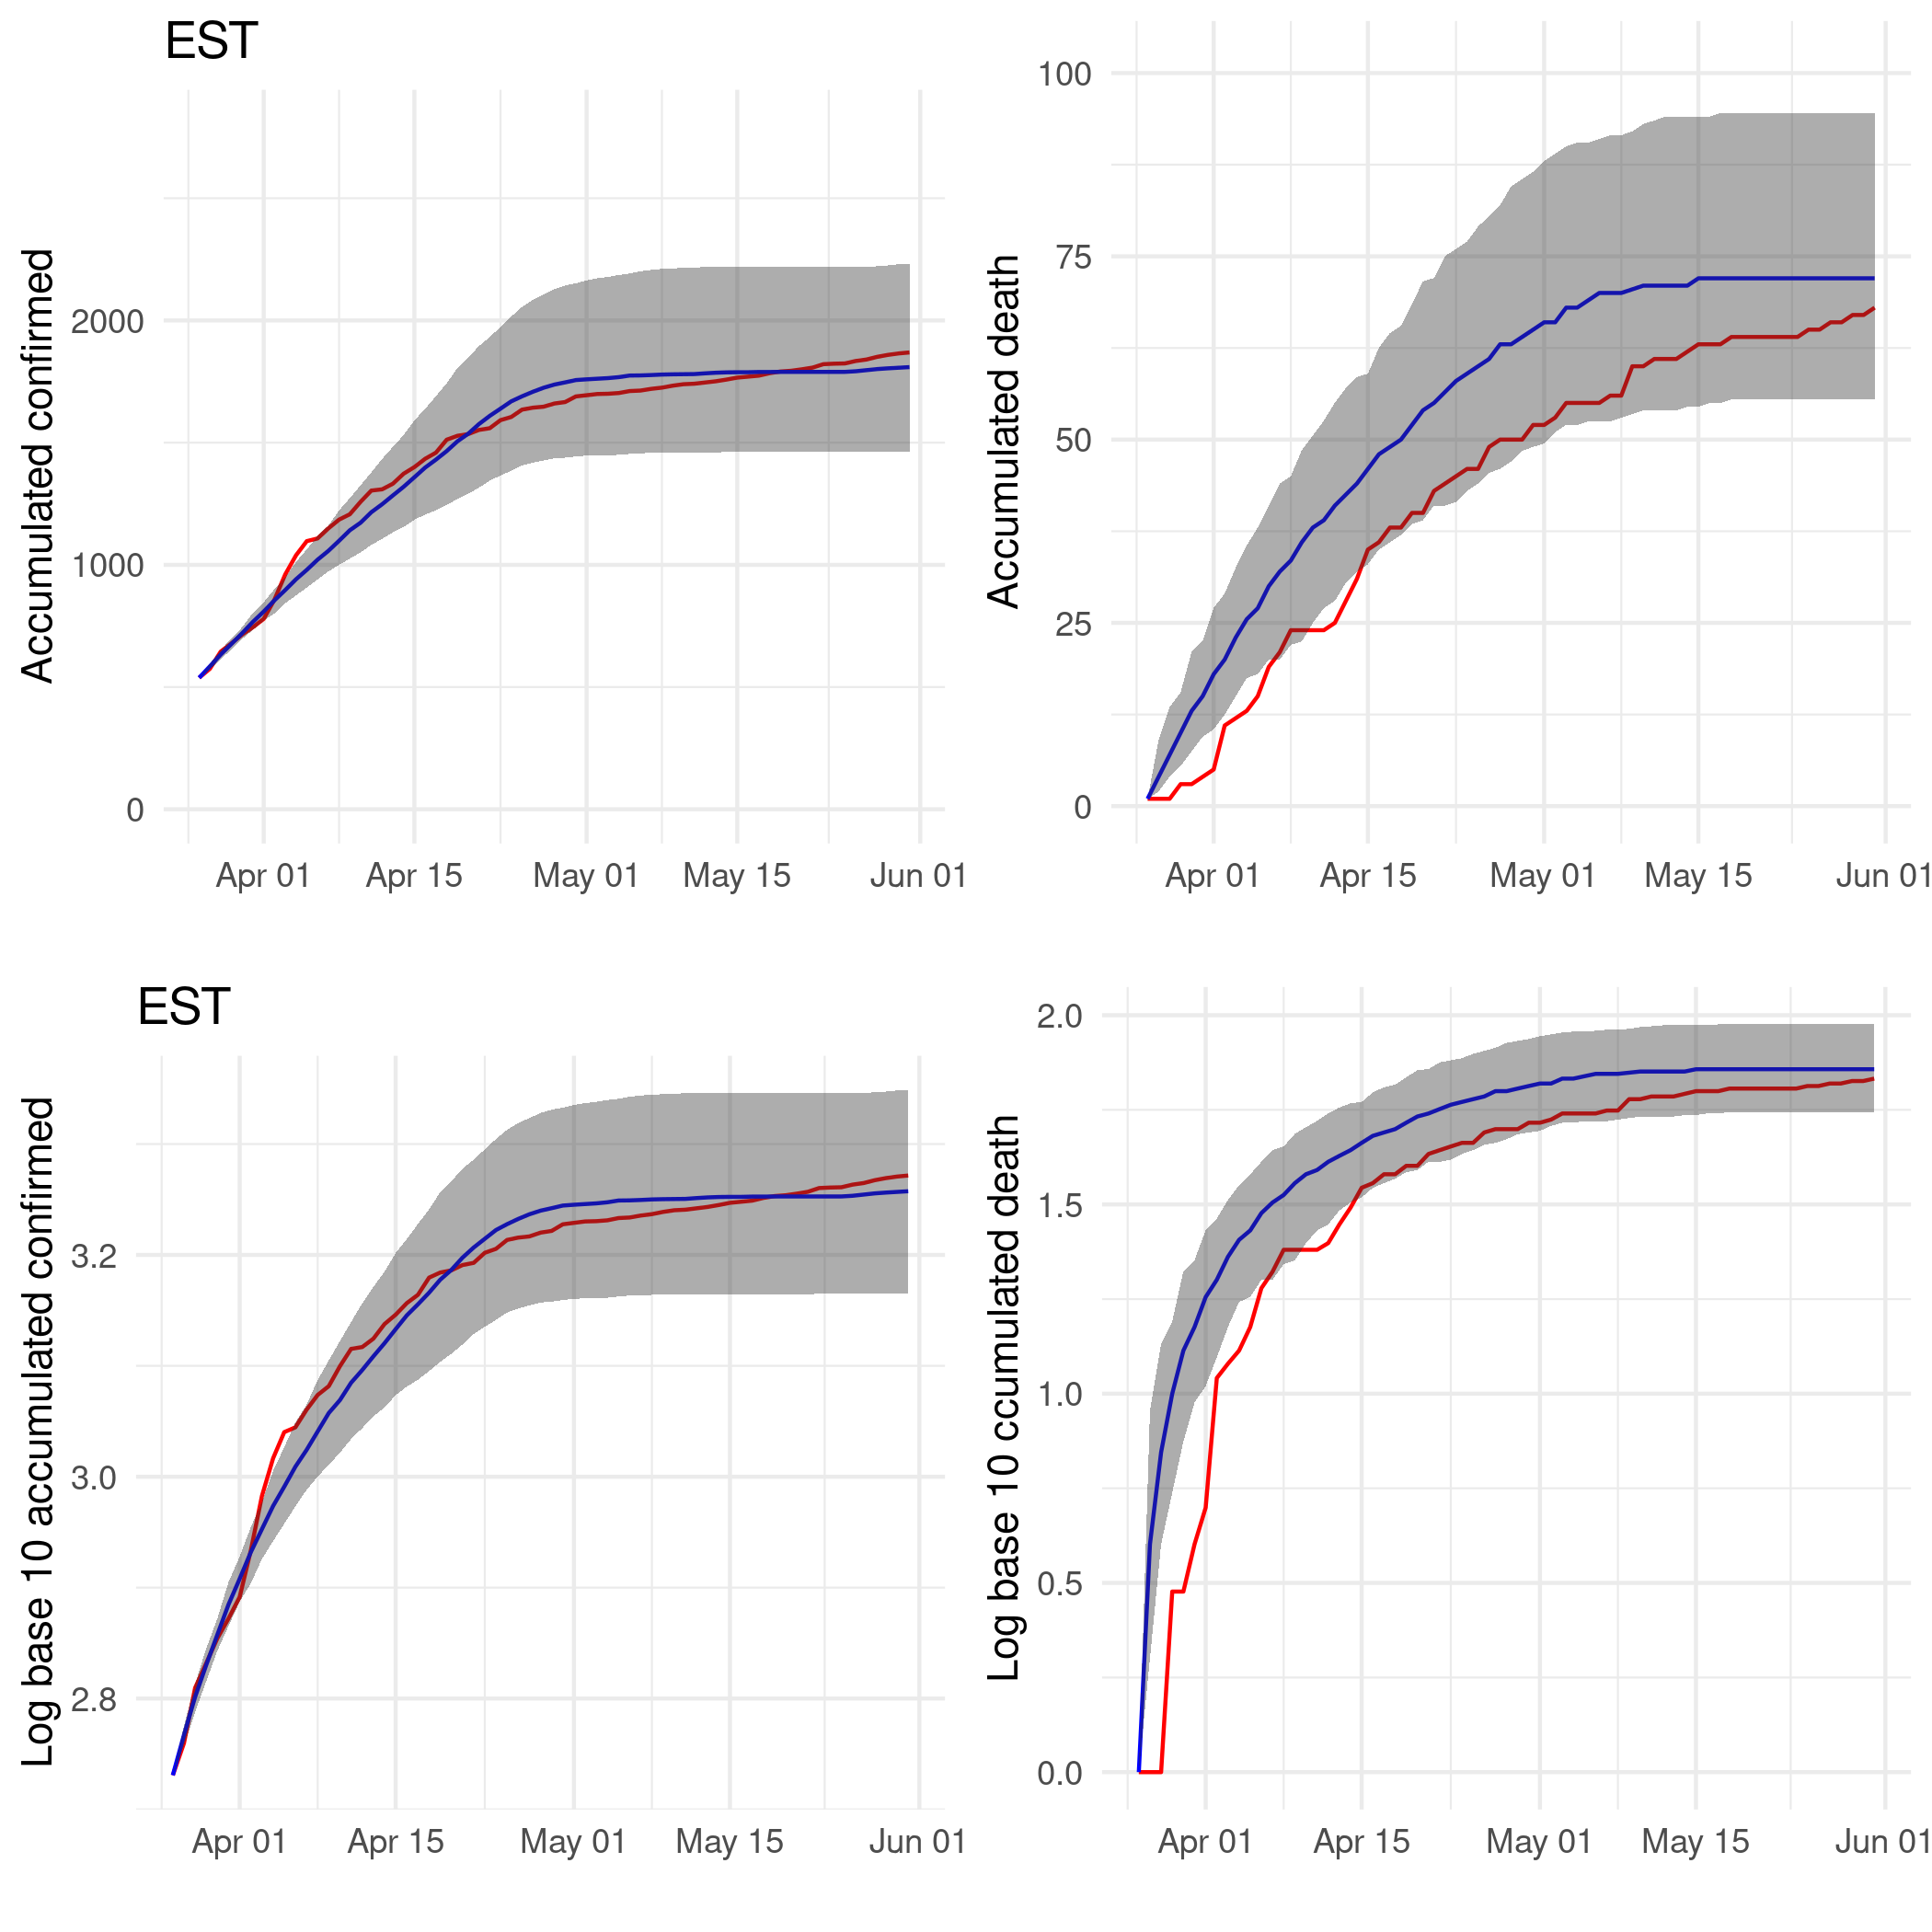 EST
Accumulated confirmed
2000
1000
0
Apr 01 Apr 15 May 01 May 15 Jun 01
Accumulated death
100
75
50
25
0
Apr 01 Apr 15 May 01 May 15 Jun 01
EST
Log base 10 accumulated confirmed
3.2
3.0
2.8
Apr 01 Apr 15 May 01 May 15 Jun 01
Log base 10 ccumulated death
2.0
1.5
1.0
0.5
0.0
Apr 01 Apr 15 May 01 May 15 Jun 01